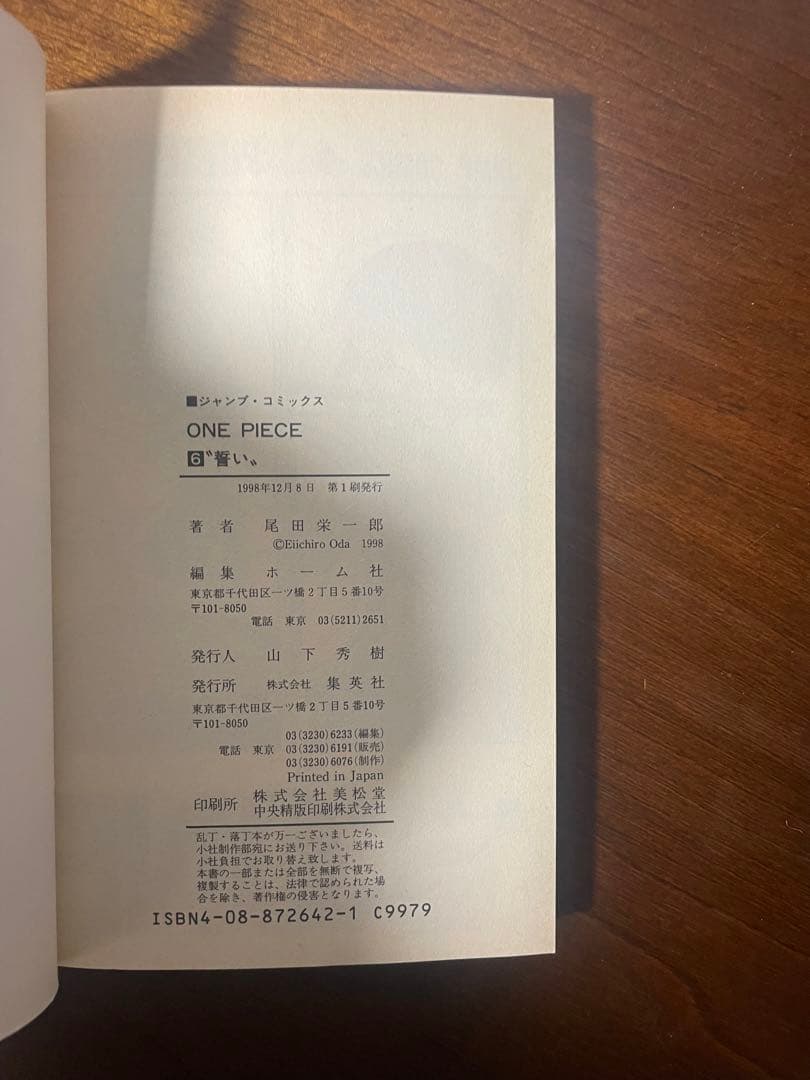 ■ジャンプ・コミックス
ONE PIECE
6 〝誓い〟
1998年12月8日 第1刷発行
著者 尾田栄一郎
©Eiichiro Oda 1998
編集 ホーム社
東京都千代田区一ツ橋2丁目5番10号
〒101-8050
電話 東京 03(5211)2651
発行人 山下秀樹
発行所 株式会社 集英社
東京都千代田区一ツ橋2丁目5番10号
〒101-8050
03(3230)6233(編集)
電話 東京 03(3230)6191(販売)
03(3230)6076(制作)
Printed in Japan
印刷所 株式会社美松堂
中央精版印刷株式会社
乱丁・落丁本が万一ございましたら、
小社制作部宛にお送り下さい。送料は
小社負担でお取り替え致します。
本書の一部または全部を無断で複写、
複製することは、法律で認められた場
合を除き、著作権の侵害となります。
ISBN4-08-872642-1 C9979